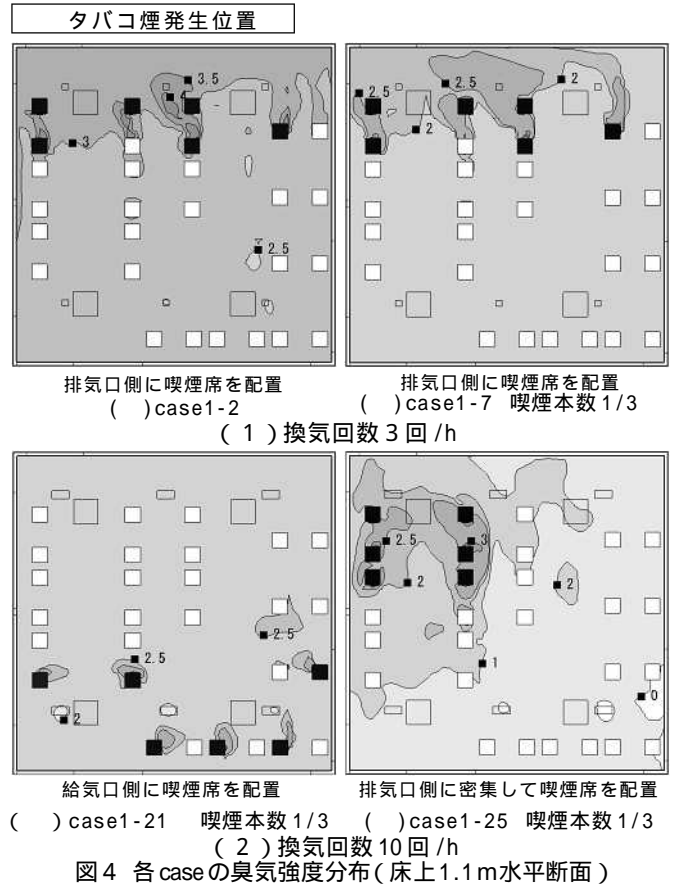 タバコ煙発生位置
3.5
4
3
2.5
2.5
2.5
2
2
排気口側に喫煙席を配置
( )case1-2
排気口側に喫煙席を配置
( )case1-7 喫煙本数1/3
(1)換気回数3回/h
2.5
2.5
2
2.5
3
2
2
1
0
給気口側に喫煙席を配置
( )case1-21 喫煙本数1/3
排気口側に密集して喫煙席を配置
( )case1-25 喫煙本数1/3
(2)換気回数10回/h
図4 各caseの臭気強度分布(床上1.1m水平断面)